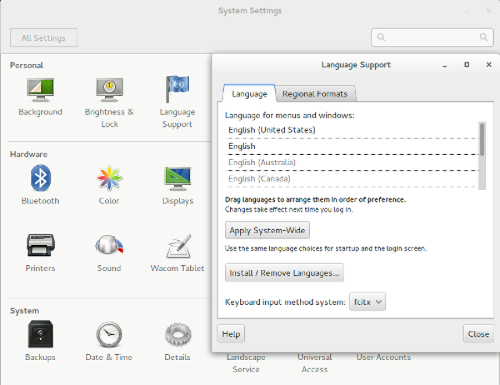 System Settings
All Settings
Personal
Background
Brightness &
Lock
Language
Support
Hardware
Bluetooth
Color
Displays
Printers
Sound
Wacom Tablet
System
Backups
Date & Time
Details
Landscape
Service
Universal
Access
User Accounts
Language Support
Language
Regional Formats
Language for menus and windows:
English (United States)
English
English (Australia)
English (Canada)
Drag languages to arrange them in order of preference.
Changes take effect next time you log in.
Apply System-Wide
Use the same language choices for startup and the login screen.
Install / Remove Languages...
Keyboard input method system: fcitx
Help
Close